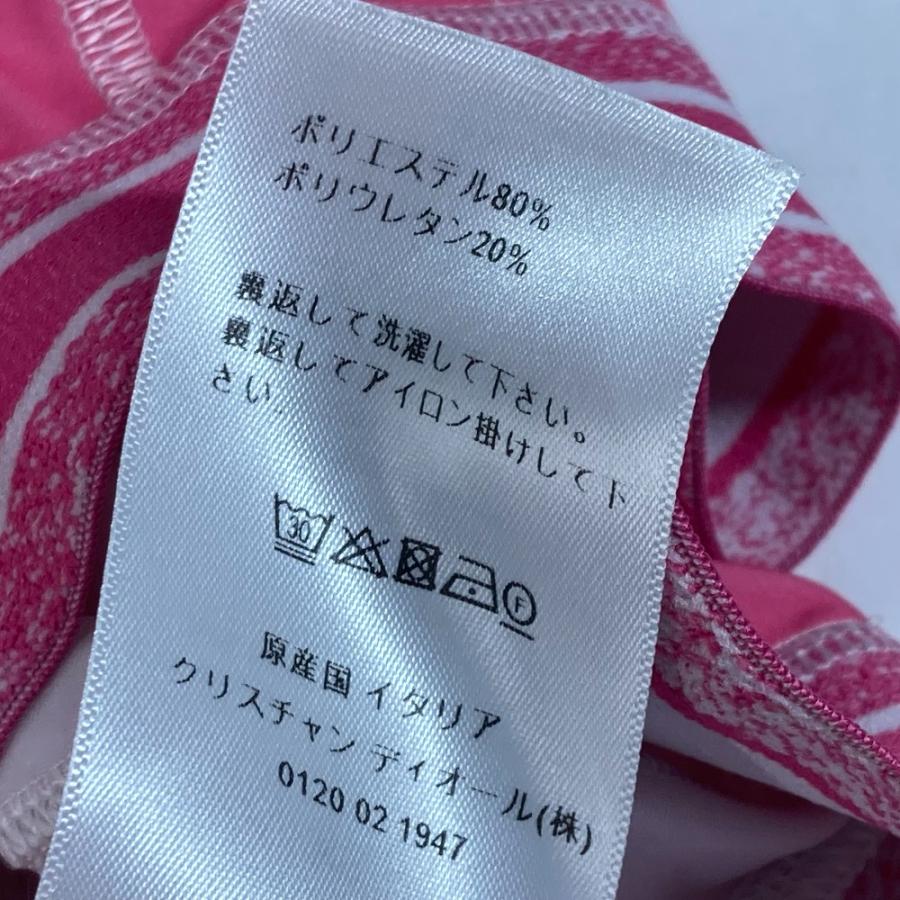 ポリエステル80%
ポリウレタン20%
裏返して洗濯して下さい。
裏返してアイロン掛けして下
さい。
30 F
原産国 イタリア
クリスチャン ディオール(株)
0120 02 1947